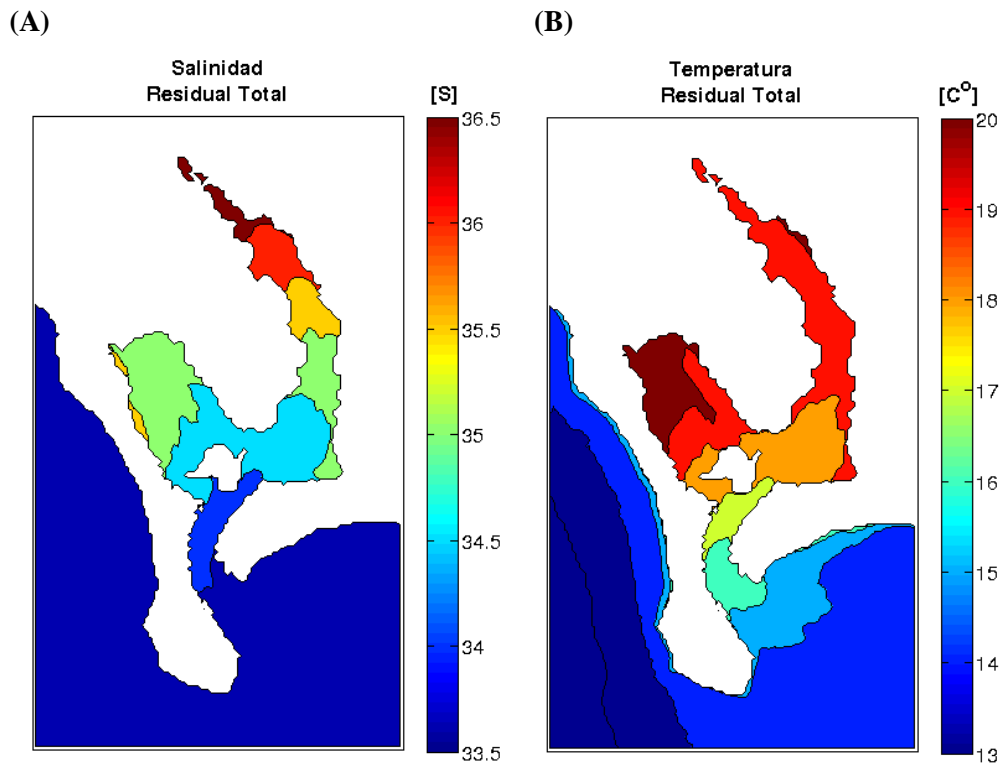 (A)
(B)
Salinidad
Residual Total
[S]
36.5
36
35.5
35
34.5
34
33.5
Temperatura
Residual Total
[C°]
20
19
18
17
16
15
14
13